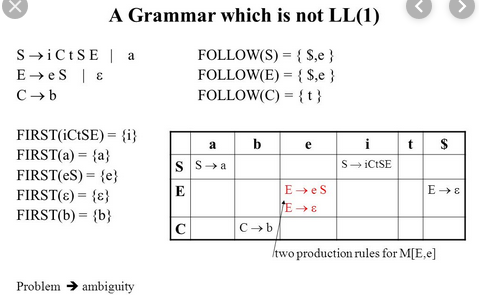 A Grammar which is not LL(1)
S → i C t S E | a
E → e S | ε
C → b
FOLLOW(S) = { $,e }
FOLLOW(E) = { $,e }
FOLLOW(C) = { t }
FIRST(iCtSE) = {i}
FIRST(a) = {a}
FIRST(eS) = {e}
FIRST(ε) = {ε}
FIRST(b) = {b}
a b e i t $
S S → a S → iCtSE
E E → e S E → ε
E → ε
C C → b
two production rules for M[E,e]
Problem ➔ ambiguity